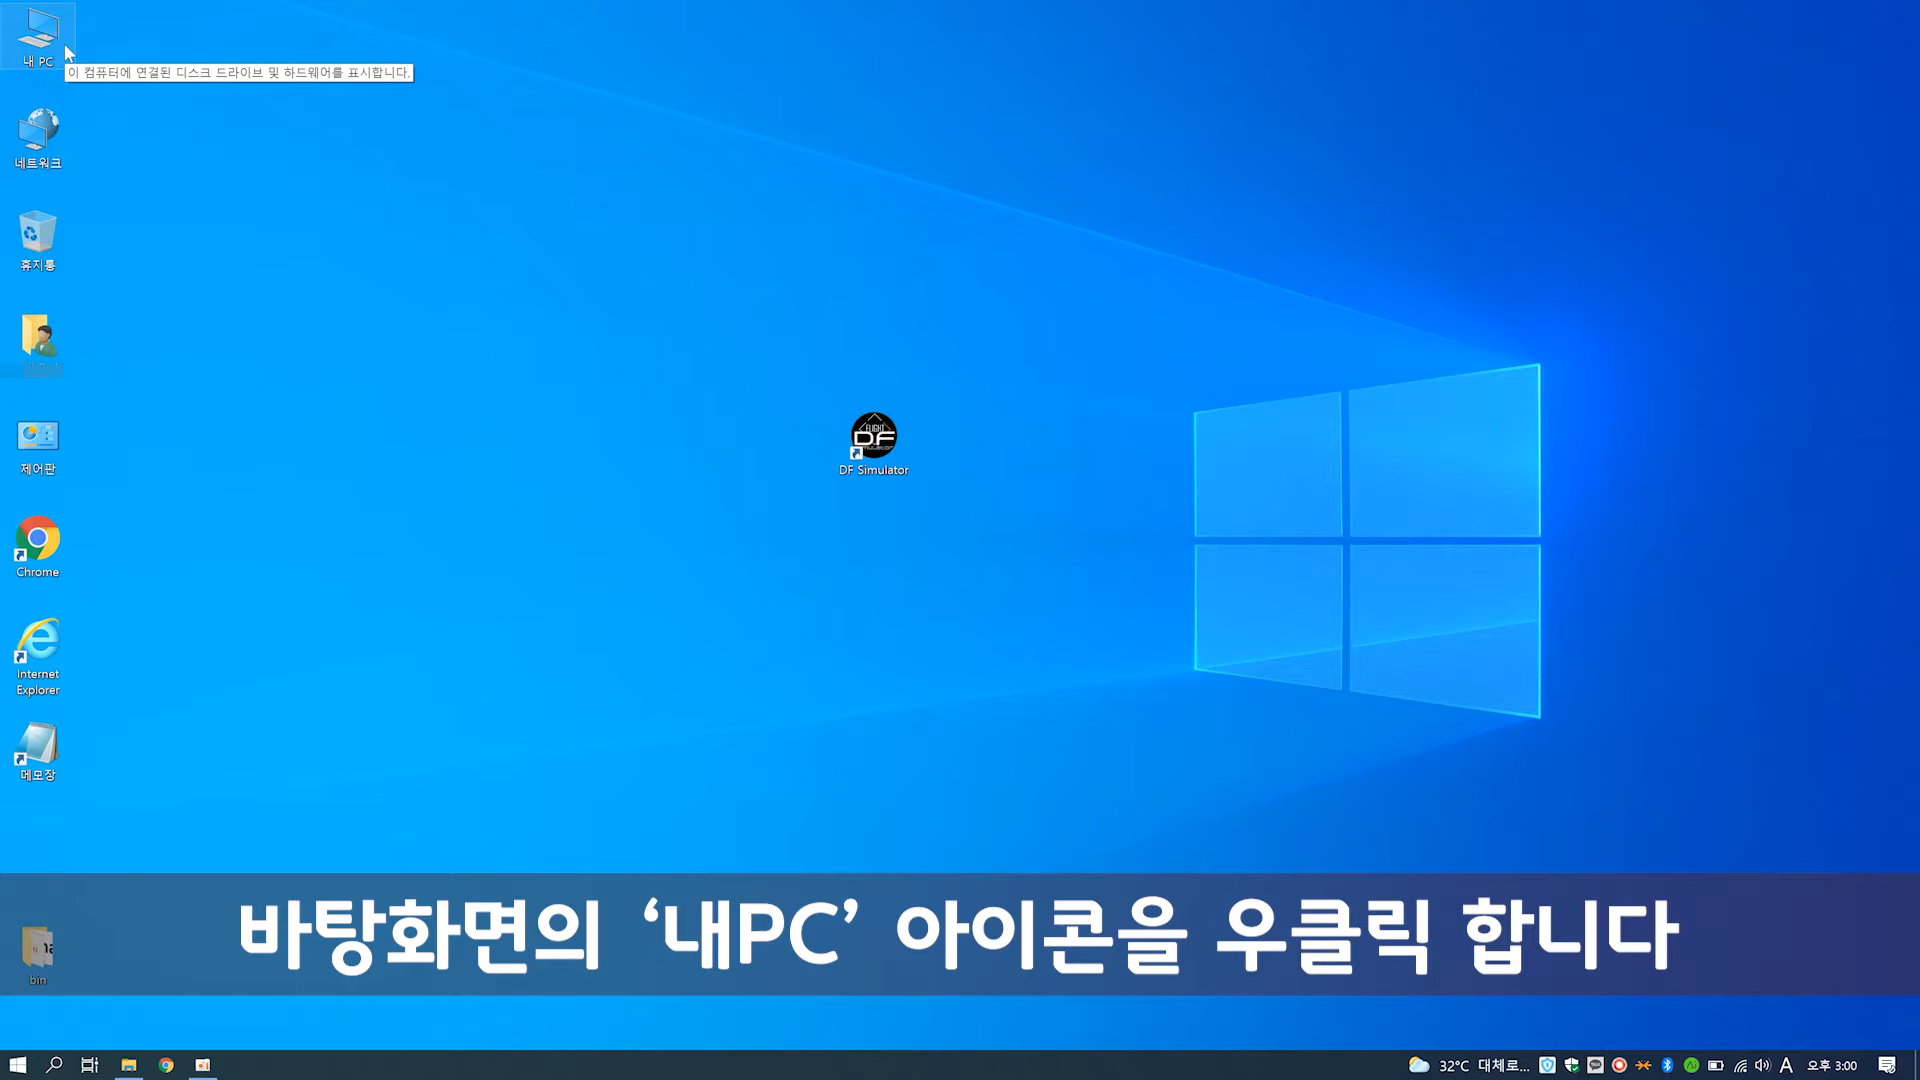 내 PC
이 컴퓨터에 연결된 디스크 드라이브 및 하드웨어를 표시합니다.
네트워크
휴지통
제어판
Chrome
Internet
Explorer
메모장
FLIGHT
DF
DF Simulator
바탕화면의 ‘내PC’ 아이콘을 우클릭 합니다
bin
32°C 대체로...
A
오후 3:00